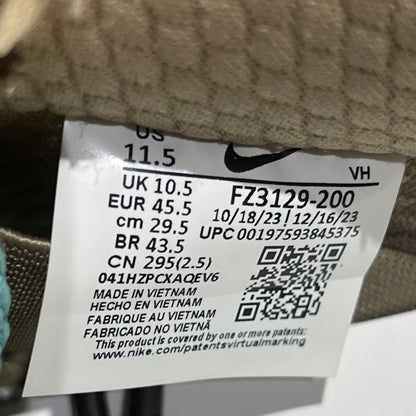 US
11.5
VH
UK 10.5
FZ3129-200
EUR 45.5
10/18/23 | 12/16/23
cm 29.5
UPC 00197593845375
BR 43.5
CN 295(2.5)
041HZPCXAQEV6
MADE IN VIETNAM
HECHO EN VIETNAM
FABRIQUE AU VIETNAM
FABRICADO NO VIETNÃ
This product is covered by one or more patents:
www.nike.com/patentsvirtualmarking